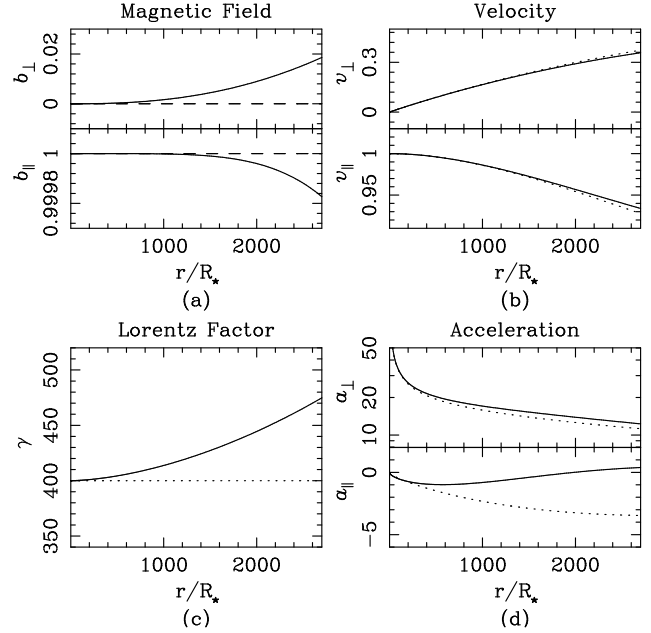 Magnetic Field
Velocity
b⊥
0.02
0
b∥
1
0.9998
1000
2000
r/R⋆
(a)
v⊥
0.3
0
v∥
1
0.95
1000
2000
r/R⋆
(b)
Lorentz Factor
Acceleration
γ
500
450
400
350
1000
2000
r/R⋆
(c)
a⊥
50
20
10
a∥
0
−5
1000
2000
r/R⋆
(d)